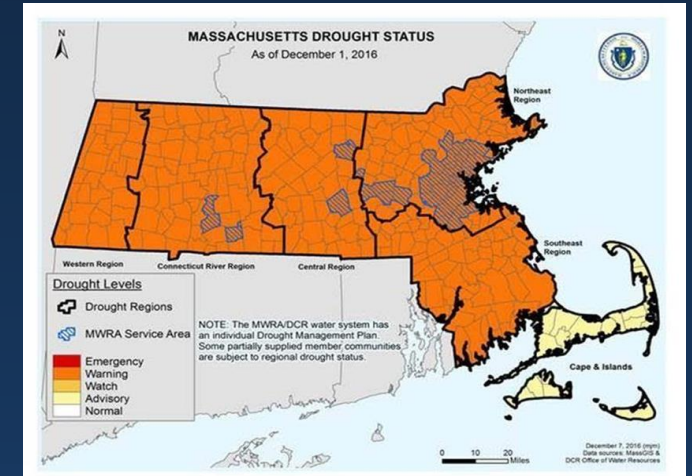 N
MASSACHUSETTS DROUGHT STATUS
As of December 1, 2016
Northeast
Region
Southeast
Region
Western Region
Connecticut River Region
Central Region
Drought Levels
Drought Regions
MWRA Service Area
Emergency
Warning
Watch
Advisory
Normal
NOTE: The MWRA/DCR water system has
an individual Drought Management Plan.
Some partially supplied member communities
are subject to regional drought status.
Cape & Islands
0 10 20
Miles
December 7, 2016 (mjm)
Data sources: MassGIS &
DCR Office of Water Resources